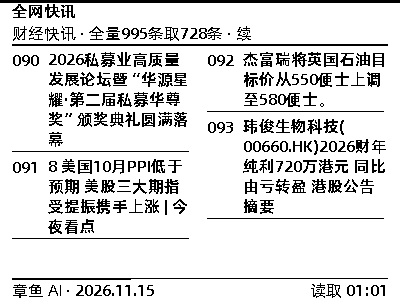 全网快讯
财经快讯 · 全量995条取728条 · 续
090 2026私募业高质量
发展论坛暨“华源星
耀·第二届私募华尊
奖”颁奖典礼圆满落
幕
091 8 美国10月PPI低于
预期 美股三大期指
受提振携手上涨 | 今
夜看点
092 杰富瑞将英国石油目
标价从550便士上调
至580便士。
093 玮俊生物科技(
00660.HK)2026财年
纯利720万港元 同比
由亏转盈 港股公告
摘要
章鱼 AI · 2026.11.15
读取 01:01